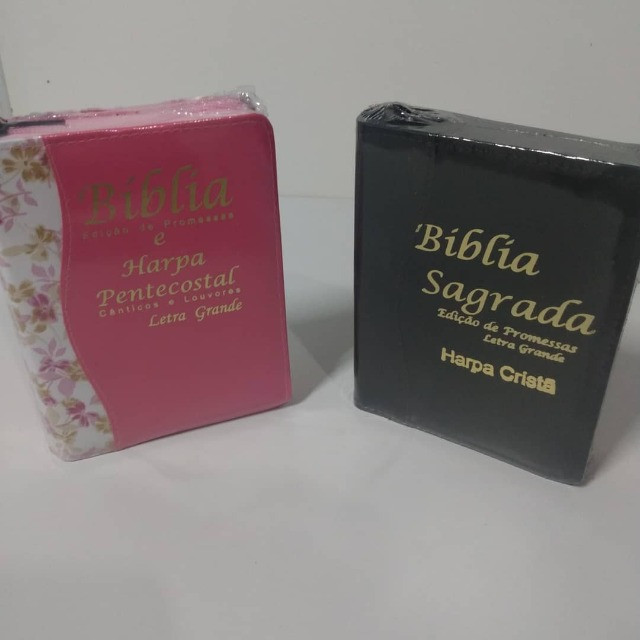 Bíblia
Edição de Promessas
e
Harpa
Pentecostal
Cânticos e Louvores
Letra Grande
Bíblia
Sagrada
Edição de Promessas
Letra Grande
Harpa Cristã